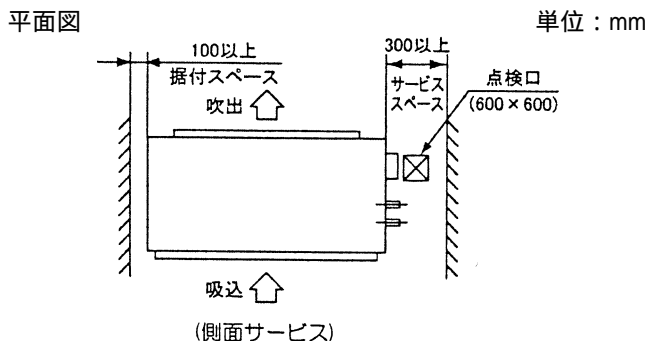 平面図
単位：mm
100以上
据付スペース
300以上
サービス
スペース
点検口
(600×600)
吹出
吸込
(側面サービス)